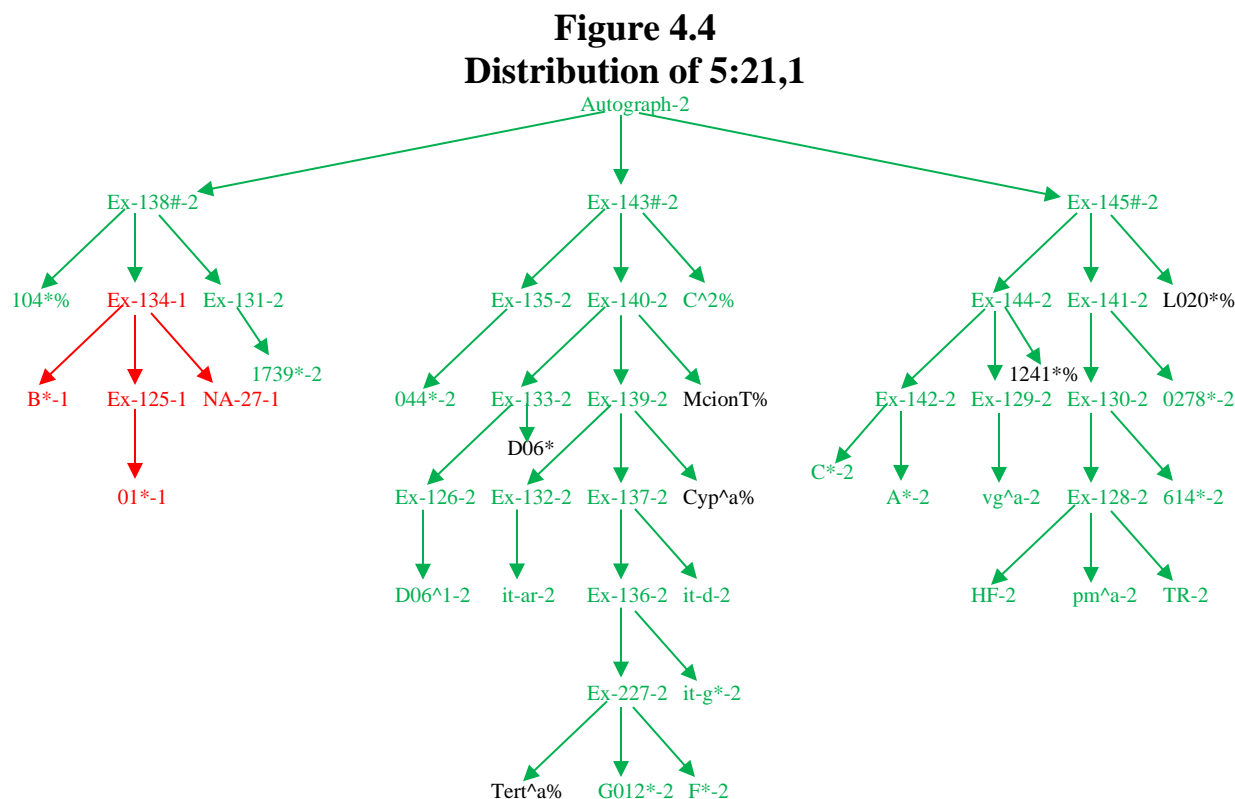 Figure 4.4
Distribution of 5:21,1
Autograph-2
Ex-138#-2 Ex-143#-2 Ex-145#-2
104*% Ex-134-1 Ex-131-2 Ex-135-2 Ex-140-2 C^2% Ex-144-2 Ex-141-2 L020*%
1739*-2 1241*%
B*-1 Ex-125-1 NA-27-1 044*-2 Ex-133-2 Ex-139-2 McionT% Ex-142-2 Ex-129-2 Ex-130-2 0278*-2
D06*
C*-2
01*-1 Ex-126-2 Ex-132-2 Ex-137-2 Cyp^a% A*-2 vg^a-2 Ex-128-2 614*-2
D06^1-2 it-ar-2 Ex-136-2 it-d-2 HF-2 pm^a-2 TR-2
Ex-227-2 it-g*-2
Tert^a% G012*-2 F*-2